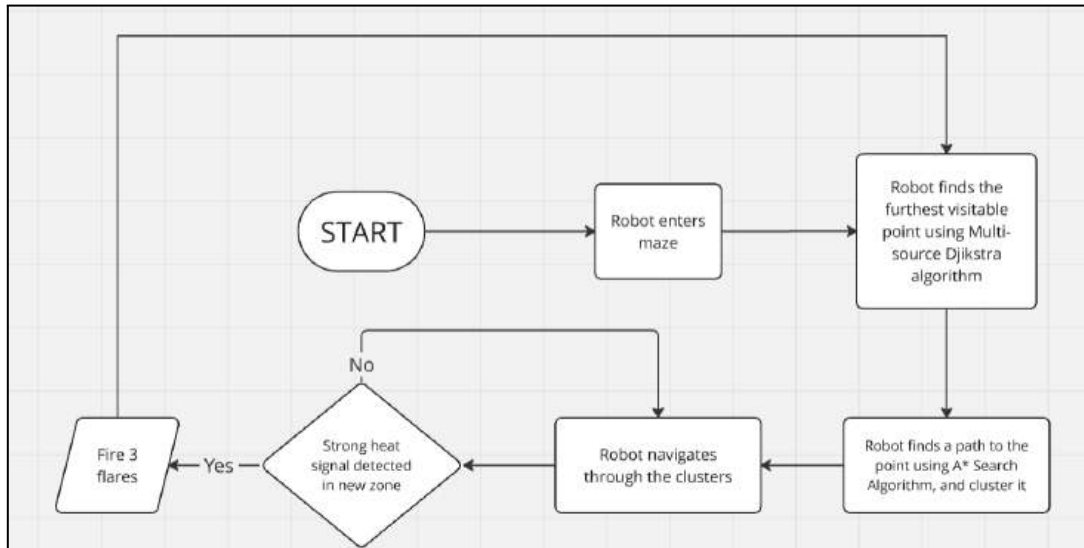 START
Robot enters
maze
Robot finds the
furthest visitable
point using Multi-
source Djikstra
algorithm
No
Fire 3
flares
Yes
Strong heat
signal detected
in new zone
Robot navigates
through the clusters
Robot finds a path to the
point using A* Search
Algorithm, and cluster it